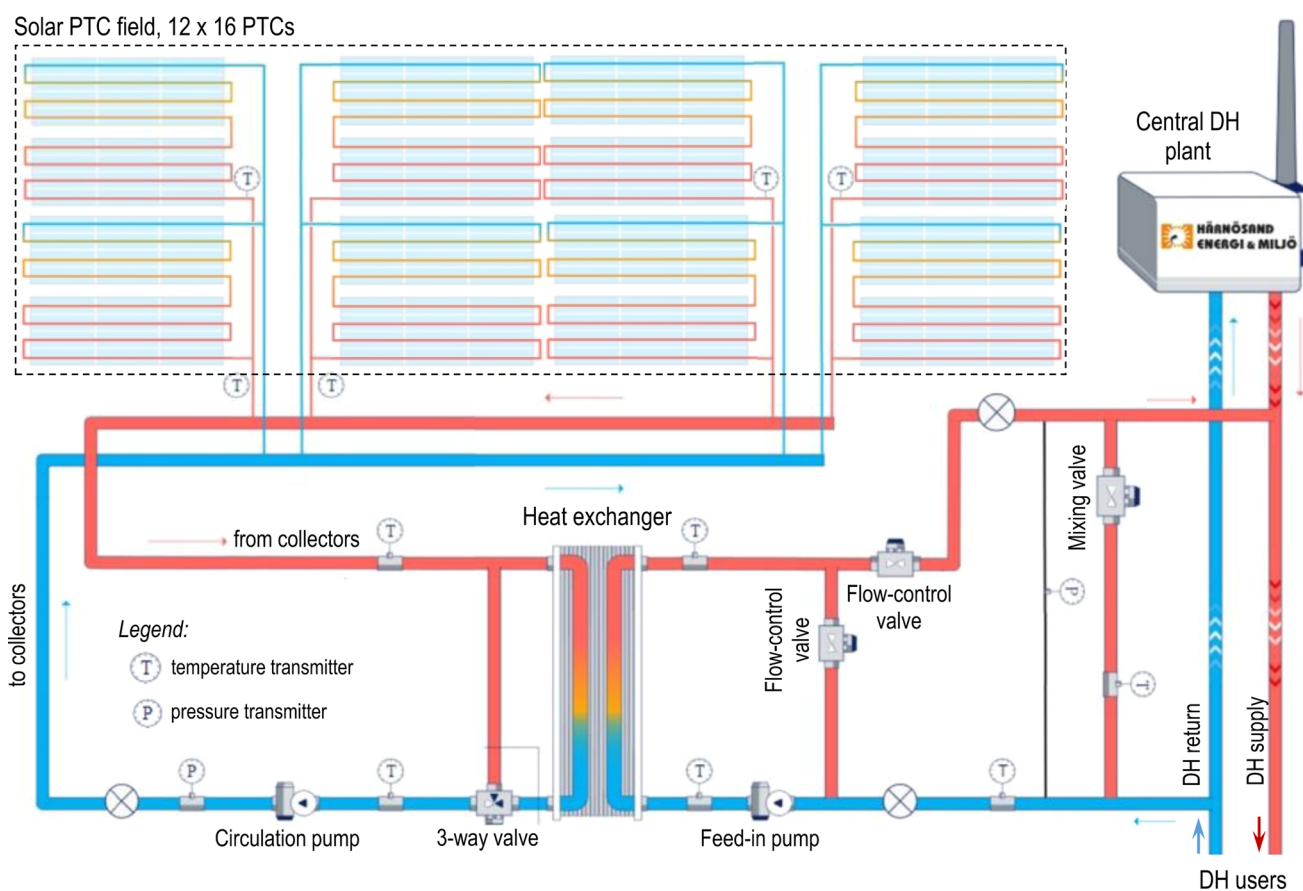 Solar PTC field, 12 x 16 PTCs
Central DH
plant
HÄRNÖSAND
ENERGI & MILJÖ
T
T
T
T
T
Mixing valve
Heat exchanger
from collectors
T
T
Flow-control
valve
P
Flow-control
valve
to collectors
Legend:
T temperature transmitter
P pressure transmitter
T
DH return
DH supply
P
T
T
T
Circulation pump
3-way valve
Feed-in pump
DH users